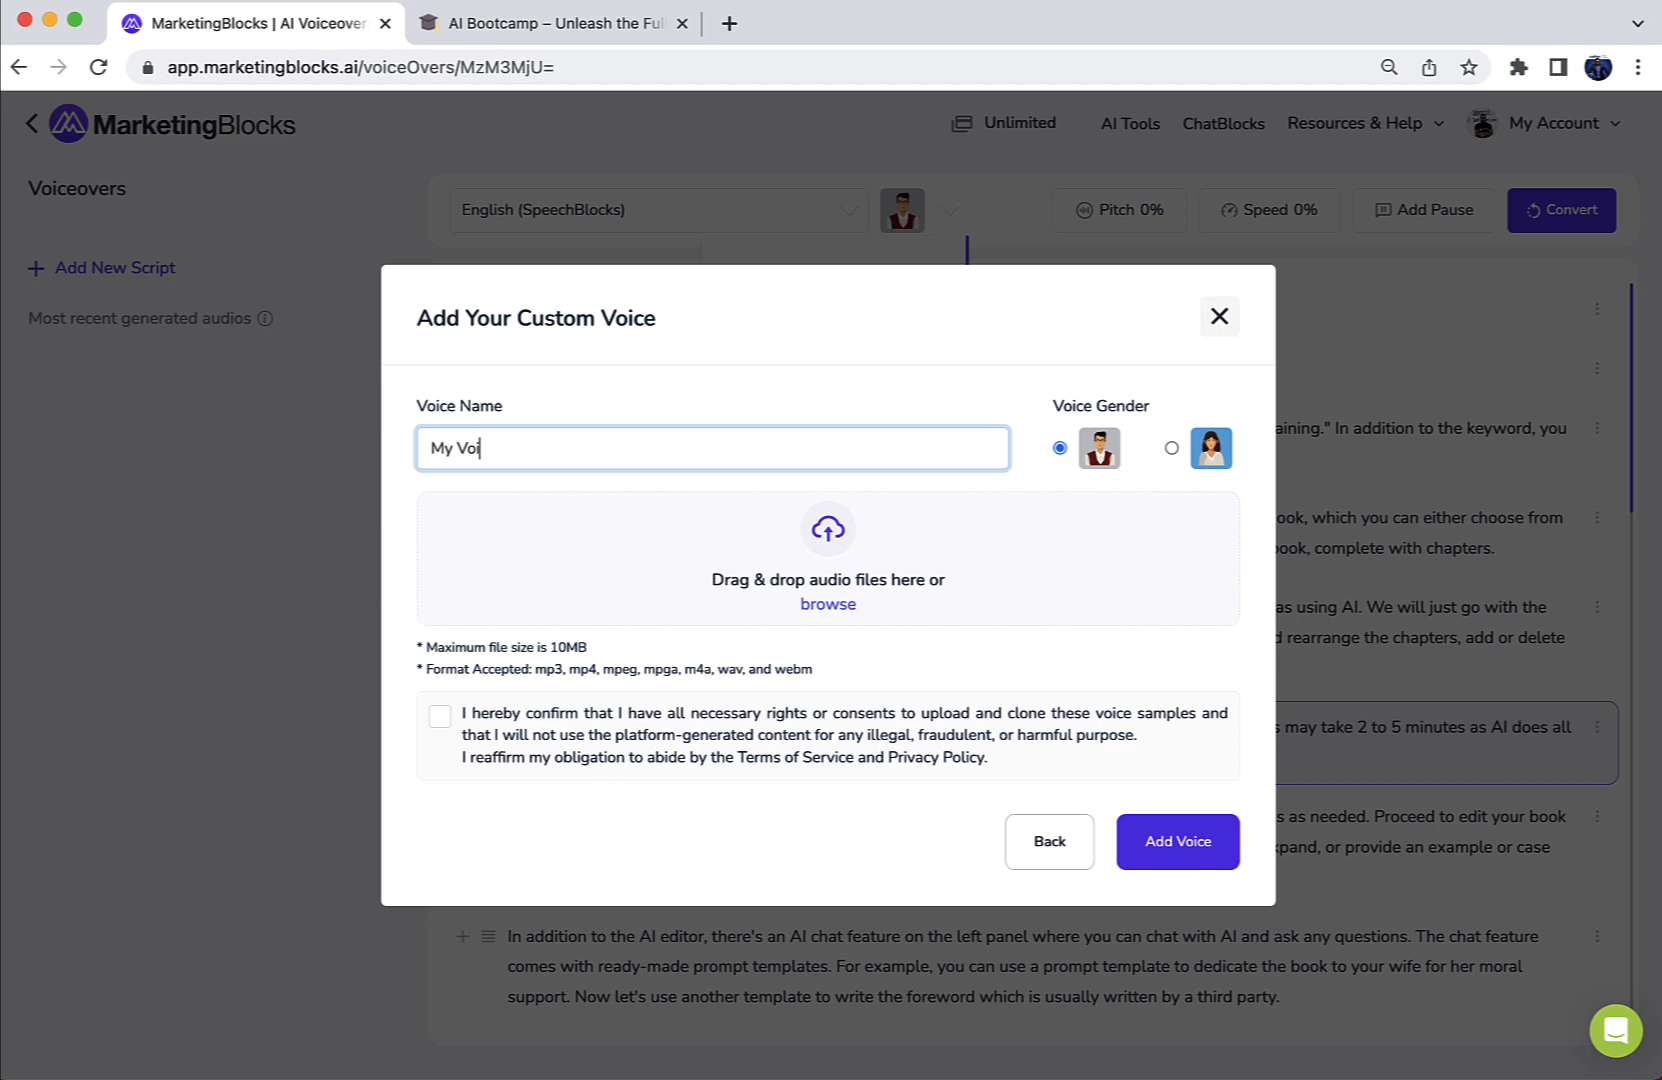 MarketingBlocks | AI Voiceover
AI Bootcamp – Unleash the Ful
app.marketingblocks.ai/voiceOvers/MzM3MjU=
MarketingBlocks
Unlimited
AI Tools
ChatBlocks
Resources & Help
My Account
Voiceovers
English (SpeechBlocks)
Pitch 0%
Speed 0%
Add Pause
Convert
Add New Script
Most recent generated audios
Add Your Custom Voice
Voice Name
Voice Gender
My Voi
aining." In addition to the keyword, you
Drag & drop audio files here or
browse
ook, which you can either choose from
book, complete with chapters.
as using AI. We will just go with the
d rearrange the chapters, add or delete
* Maximum file size is 10MB
* Format Accepted: mp3, mp4, mpeg, mpga, m4a, wav, and webm
I hereby confirm that I have all necessary rights or consents to upload and clone these voice samples and
that I will not use the platform-generated content for any illegal, fraudulent, or harmful purpose.
I reaffirm my obligation to abide by the Terms of Service and Privacy Policy.
s may take 2 to 5 minutes as AI does all
Back
Add Voice
s as needed. Proceed to edit your book
xpand, or provide an example or case
In addition to the AI editor, there's an AI chat feature on the left panel where you can chat with AI and ask any questions. The chat feature
comes with ready-made prompt templates. For example, you can use a prompt template to dedicate the book to your wife for her moral
support. Now let's use another template to write the foreword which is usually written by a third party.